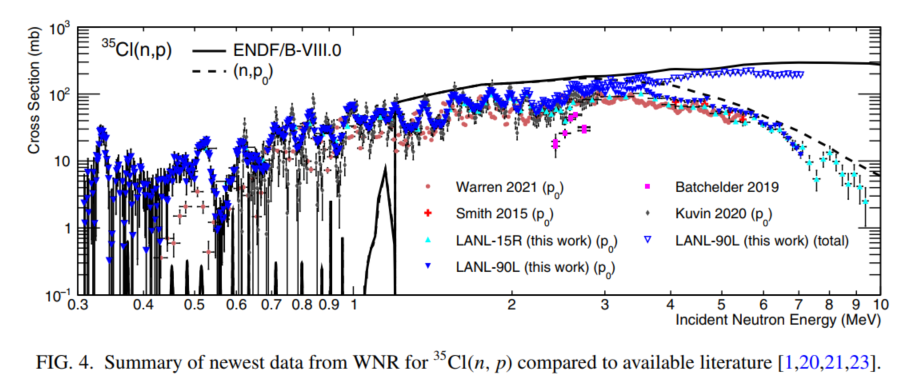 10³
³⁵Cl(n,p)
ENDF/B-VIII.0
(n,p₀)
10²
10
1
10⁻¹
Cross Section (mb)
Warren 2021 (p₀)
Smith 2015 (p₀)
LANL-15R (this work) (p₀)
LANL-90L (this work) (p₀)
Batchelder 2019
Kuvin 2020 (p₀)
LANL-90L (this work) (total)
0.3 0.4 0.5 0.6 0.7 0.8 0.9 1 2 3 4 5 6 7 8 9 10
Incident Neutron Energy (MeV)
FIG. 4. Summary of newest data from WNR for ³⁵Cl(n, p) compared to available literature [1,20,21,23].